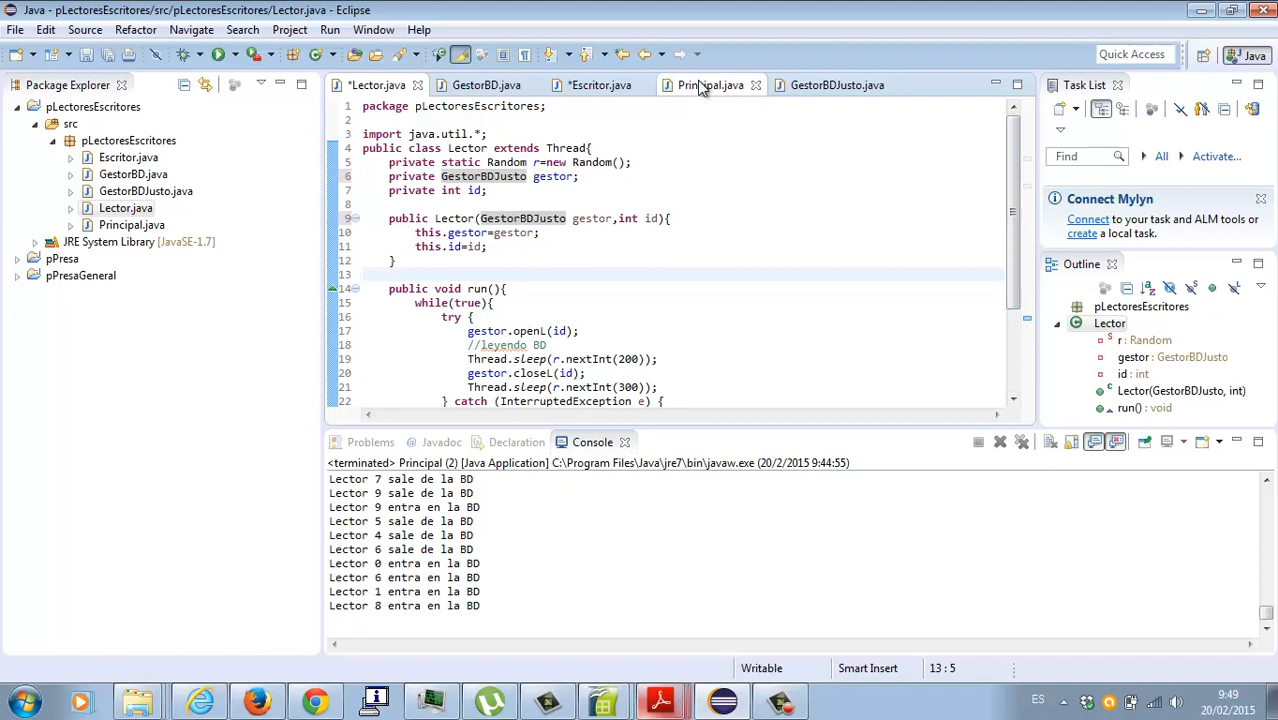 Java - pLectoresEscritores/src/pLectoresEscritores/Lector.java - Eclipse
File Edit Source Refactor Navigate Search Project Run Window Help
Quick Access
Java
Package Explorer
pLectoresEscritores
src
pLectoresEscritores
Escritor.java
GestorBD.java
GestorBDJusto.java
Lector.java
Principal.java
JRE System Library [JavaSE-1.7]
pPresa
pPresaGeneral
*Lector.java GestorBD.java *Escritor.java Principal.java GestorBDJusto.java
1 package pLectoresEscritores;
2
3 import java.util.*;
4 public class Lector extends Thread{
5 private static Random r=new Random();
6 private GestorBDJusto gestor;
7 private int id;
8
9 public Lector(GestorBDJusto gestor,int id){
10 this.gestor=gestor;
11 this.id=id;
12 }
13
14 public void run(){
15 while(true){
16 try {
17 gestor.openL(id);
18 //leyendo BD
19 Thread.sleep(r.nextInt(200));
20 gestor.closeL(id);
21 Thread.sleep(r.nextInt(300));
22 } catch (InterruptedException e) {
Task List
Find
All
Activate...
Connect Mylyn
Connect to your task and ALM tools or
create a local task.
Outline
pLectoresEscritores
Lector
r : Random
gestor : GestorBDJusto
id : int
Lector(GestorBDJusto, int)
run() : void
Problems Javadoc Declaration Console
<terminated> Principal (2) [Java Application] C:\Program Files\Java\jre7\bin\javaw.exe (20/2/2015 9:44:55)
Lector 7 sale de la BD
Lector 9 sale de la BD
Lector 9 entra en la BD
Lector 5 sale de la BD
Lector 4 sale de la BD
Lector 6 sale de la BD
Lector 0 entra en la BD
Lector 6 entra en la BD
Lector 1 entra en la BD
Lector 8 entra en la BD
Writable Smart Insert 13 : 5
ES
9:49
20/02/2015